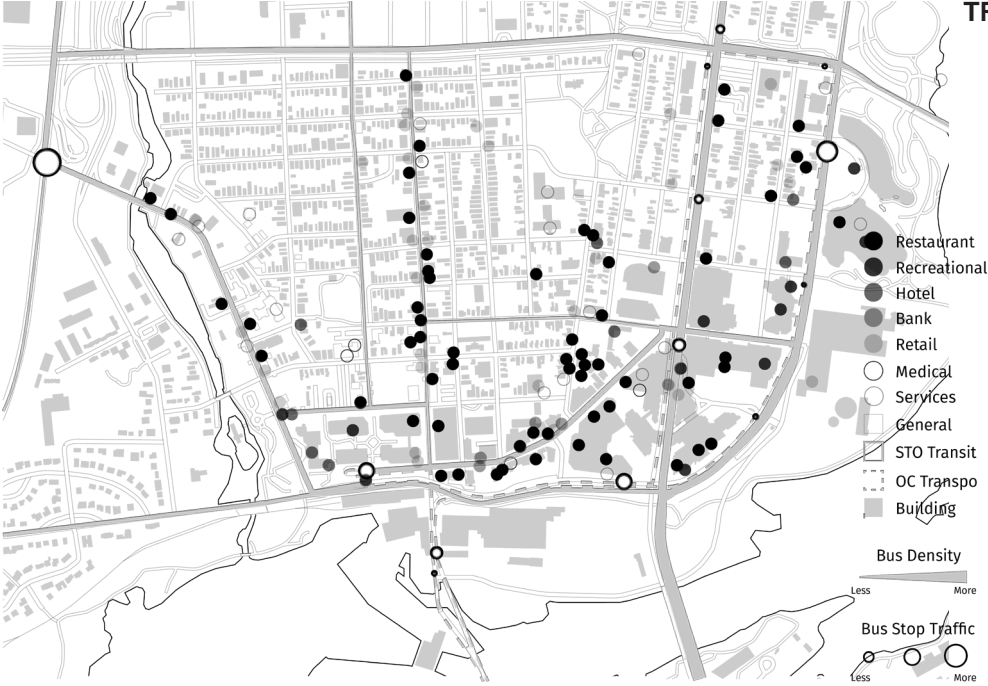 TR
Restaurant
Recreational
Hotel
Bank
Retail
Medical
Services
General
STO Transit
OC Transpo
Building
Bus Density
Less More
Bus Stop Traffic
Less More